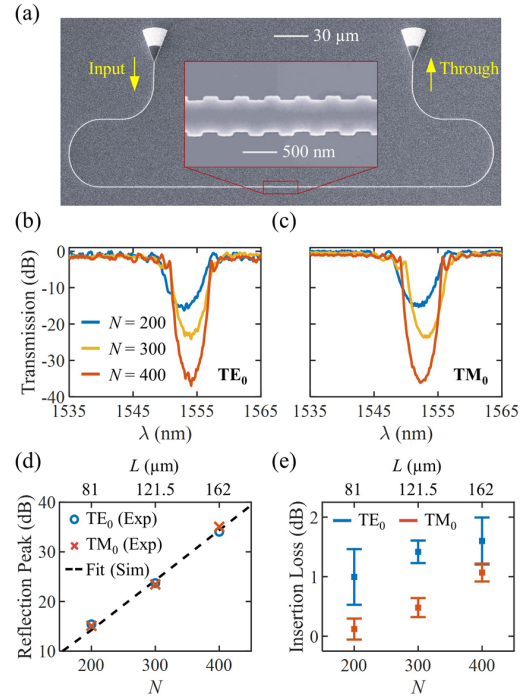 (a)
30 µm
Input
Through
500 nm
(b)
(c)
0
-10
-20
-30
-40
Transmission (dB)
N = 200
N = 300
N = 400
TE₀
1535 1545 1555 1565
λ (nm)
TM₀
1535 1545 1555 1565
λ (nm)
(d)
(e)
L (µm)
81 121.5 162
40
30
20
10
Reflection Peak (dB)
TE₀ (Exp)
TM₀ (Exp)
Fit (Sim)
200 300 400
N
L (µm)
81 121.5 162
2
1
0
Insertion Loss (dB)
TE₀ TM₀
200 300 400
N